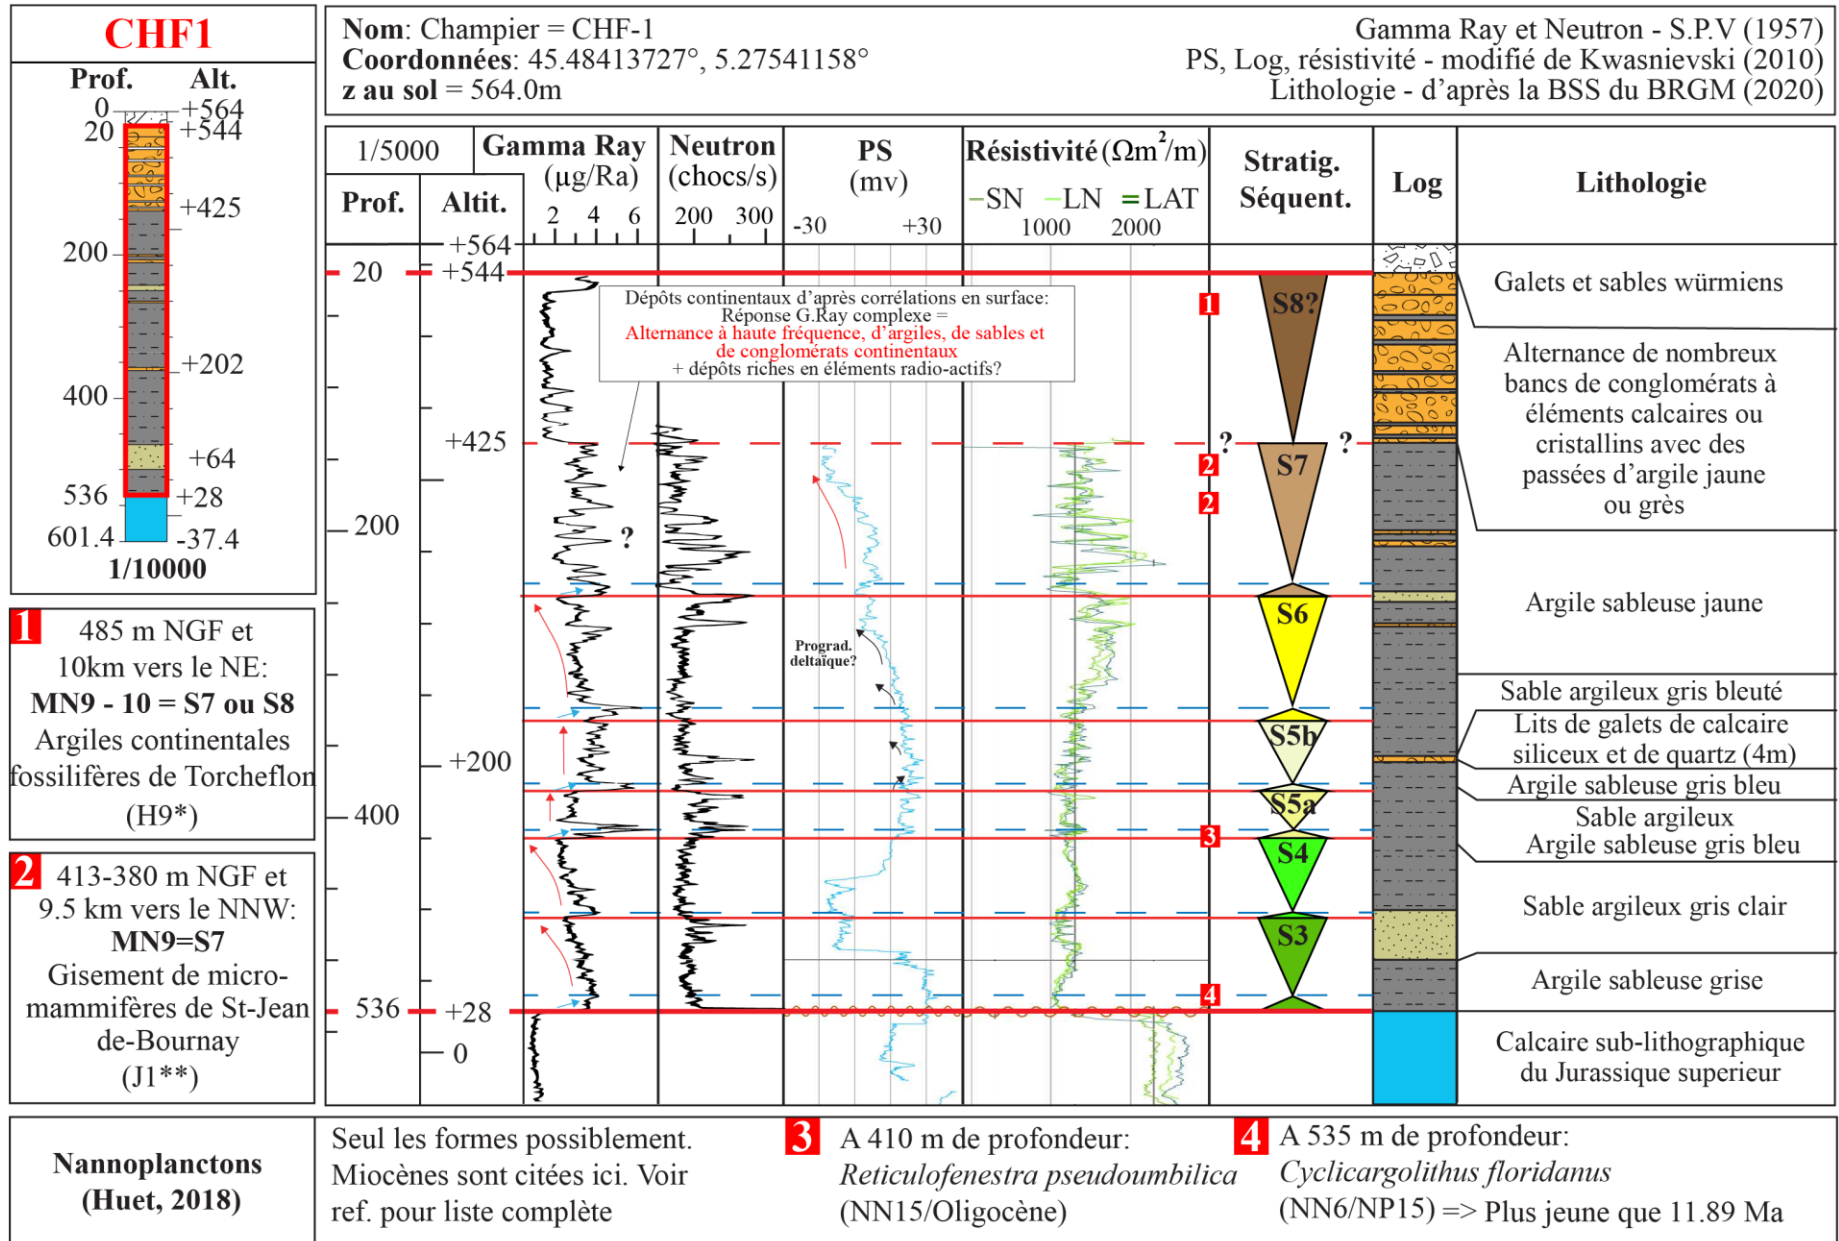 CHF1
Prof. Alt.
0 +564
20 +544
+425
200
+202
400
+64
536 +28
601.4 -37.4
1/10000
Nom: Champier = CHF-1
Coordonnées: 45.48413727°, 5.27541158°
z au sol = 564.0m
Gamma Ray et Neutron - S.P.V (1957)
PS, Log, résistivité - modifié de Kwasnievski (2010)
Lithologie - d'après la BSS du BRGM (2020)
1/5000
Prof. Altit.
Gamma Ray
(µg/Ra)
2 4 6
Neutron
(chocs/s)
200 300
PS
(mv)
-30 +30
Résistivité (Ωm²/m)
SN LN LAT
1000 2000
Stratig.
Séquent.
Log
Lithologie
+564
20 +544
+425
200
+200
400
536 +28
0
Dépôts continentaux d'après corrélations en surface:
Réponse G.Ray complexe =
Alternance à haute fréquence, d'argiles, de sables et
de conglomérats continentaux
+ dépôts riches en éléments radio-actifs?
?
Prograd.
deltaïque?
1
2
2
3
4
S8?
? ?
S7
S6
S5b
S5a
S4
S3
Galets et sables würmiens
Alternance de nombreux
bancs de conglomérats à
éléments calcaires ou
cristallins avec des
passées d'argile jaune
ou grès
Argile sableuse jaune
Sable argileux gris bleuté
Lits de galets de calcaire
siliceux et de quartz (4m)
Argile sableuse gris bleu
Sable argileux
Argile sableuse gris bleu
Sable argileux gris clair
Argile sableuse grise
Calcaire sub-lithographique
du Jurassique superieur
1 485 m NGF et
10km vers le NE:
MN9 - 10 = S7 ou S8
Argiles continentales
fossilifères de Torcheflon
(H9*)
2 413-380 m NGF et
9.5 km vers le NNW:
MN9=S7
Gisement de micro-
mammifères de St-Jean
de-Bournay
(J1**)
Nannoplanctons
(Huet, 2018)
Seul les formes possiblement.
Miocènes sont citées ici. Voir
ref. pour liste complète
3 A 410 m de profondeur:
Reticulofenestra pseudoumbilica
(NN15/Oligocène)
4 A 535 m de profondeur:
Cyclicargolithus floridanus
(NN6/NP15) => Plus jeune que 11.89 Ma